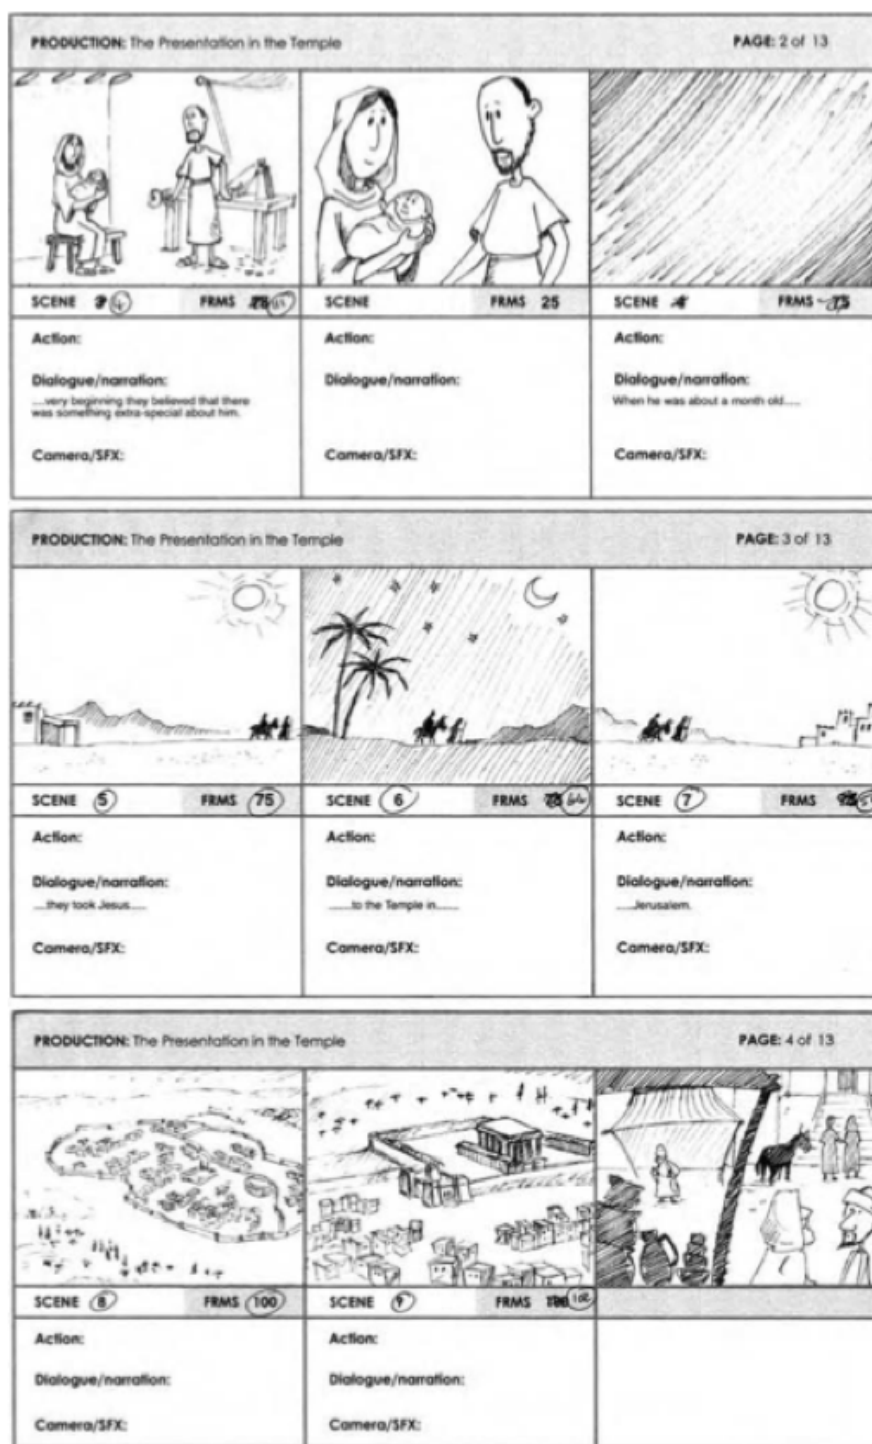 PRODUCTION: The Presentation in the Temple PAGE: 2 of 13
SCENE 4 FRMS
SCENE FRMS 25
SCENE FRMS
Action:
Action:
Action:
Dialogue/narration:
....very beginning they believed that there
was something extra-special about him.
Dialogue/narration:
Dialogue/narration:
When he was about a month old.....
Camera/SFX:
Camera/SFX:
Camera/SFX:
PRODUCTION: The Presentation in the Temple PAGE: 3 of 13
SCENE 5 FRMS 75
SCENE 6 FRMS
SCENE 7 FRMS
Action:
Action:
Action:
Dialogue/narration:
....they took Jesus.....
Dialogue/narration:
.......to the Temple in.......
Dialogue/narration:
.....Jerusalem.
Camera/SFX:
Camera/SFX:
Camera/SFX:
PRODUCTION: The Presentation in the Temple PAGE: 4 of 13
SCENE 8 FRMS 100
SCENE 9 FRMS 102
Action:
Action:
Dialogue/narration:
Dialogue/narration:
Camera/SFX:
Camera/SFX: